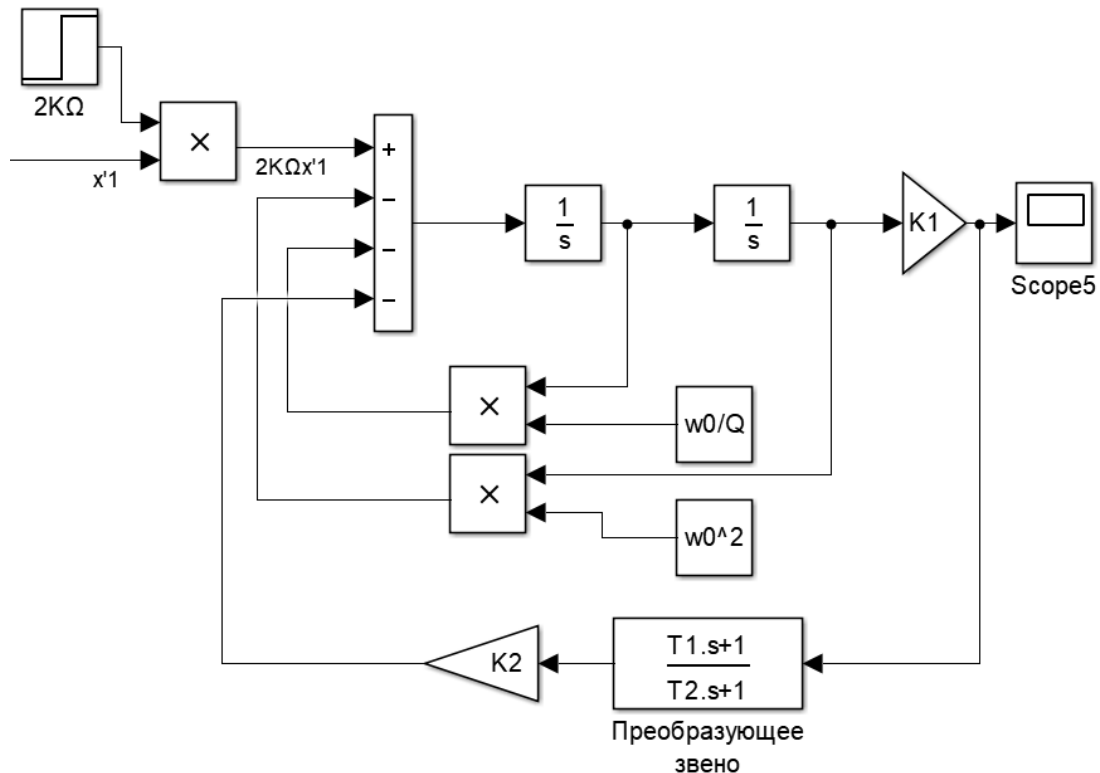 2KΩ
×
x'1
2KΩx'1
+
−
−
−
1
s
1
s
K1
Scope5
×
w0/Q
×
w0^2
K2
T1.s+1
T2.s+1
Преобразующее
звено